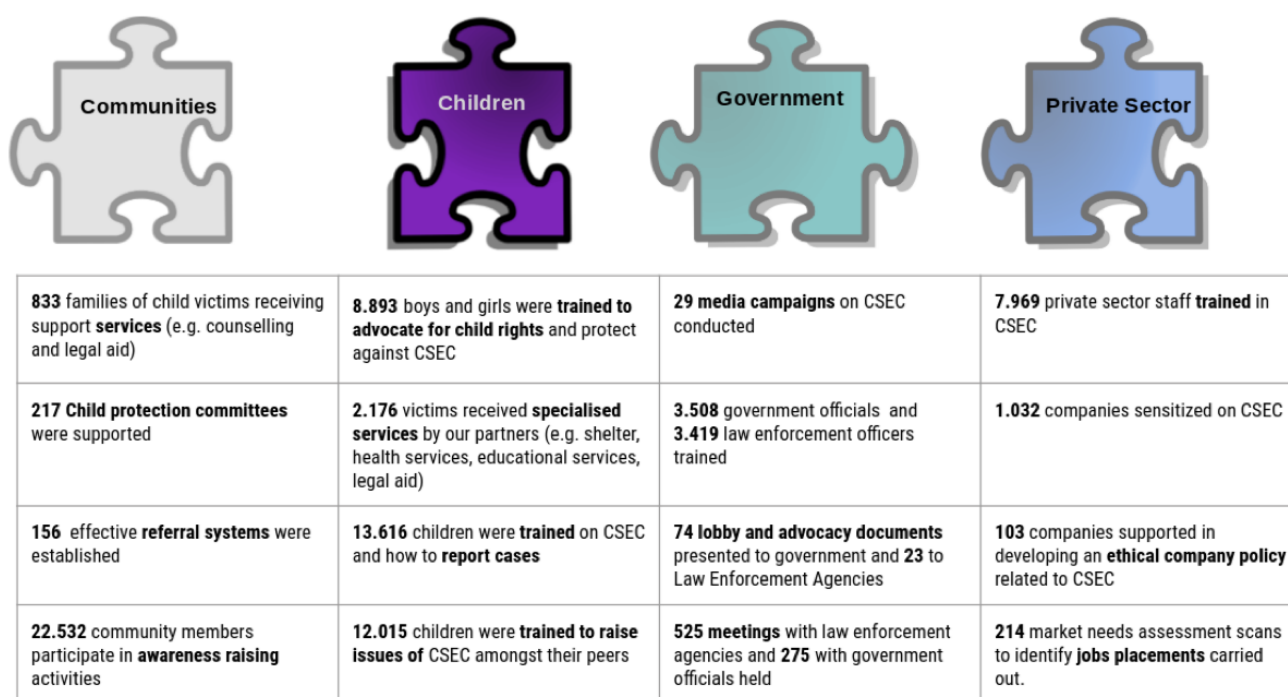 Communities
Children
Government
Private Sector
833 families of child victims receiving
support services (e.g. counselling
and legal aid)
8.893 boys and girls were trained to
advocate for child rights and protect
against CSEC
29 media campaigns on CSEC
conducted
7.969 private sector staff trained in
CSEC
217 Child protection committees
were supported
2.176 victims received specialised
services by our partners (e.g. shelter,
health services, educational services,
legal aid)
3.508 government officials and
3.419 law enforcement officers
trained
1.032 companies sensitized on CSEC
156 effective referral systems were
established
13.616 children were trained on CSEC
and how to report cases
74 lobby and advocacy documents
presented to government and 23 to
Law Enforcement Agencies
103 companies supported in
developing an ethical company policy
related to CSEC
22.532 community members
participate in awareness raising
activities
12.015 children were trained to raise
issues of CSEC amongst their peers
525 meetings with law enforcement
agencies and 275 with government
officials held
214 market needs assessment scans
to identify jobs placements carried
out.